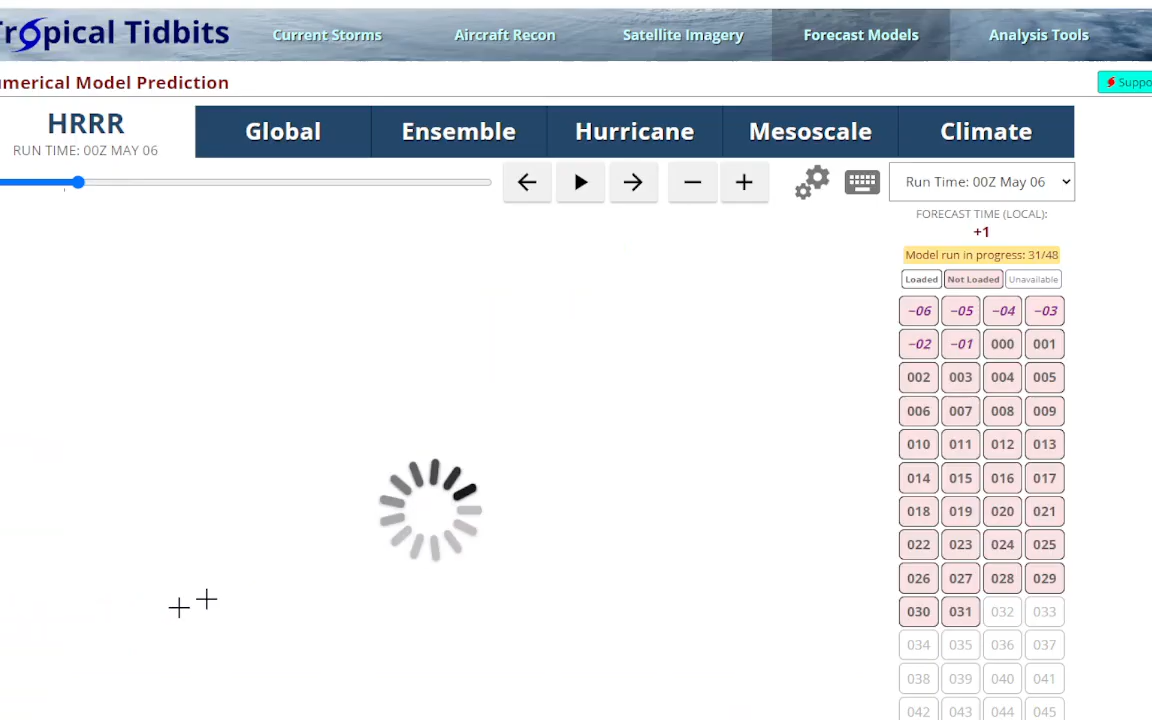 Tropical Tidbits
Current Storms
Aircraft Recon
Satellite Imagery
Forecast Models
Analysis Tools
umerical Model Prediction
Suppo
HRRR
RUN TIME: 00Z MAY 06
Global
Ensemble
Hurricane
Mesoscale
Climate
Run Time: 00Z May 06
FORECAST TIME (LOCAL):
+1
Model run in progress: 31/48
Loaded Not Loaded Unavailable
−06 −05 −04 −03
−02 −01 000 001
002 003 004 005
006 007 008 009
010 011 012 013
014 015 016 017
018 019 020 021
022 023 024 025
026 027 028 029
030 031 032 033
034 035 036 037
038 039 040 041
042 043 044 045